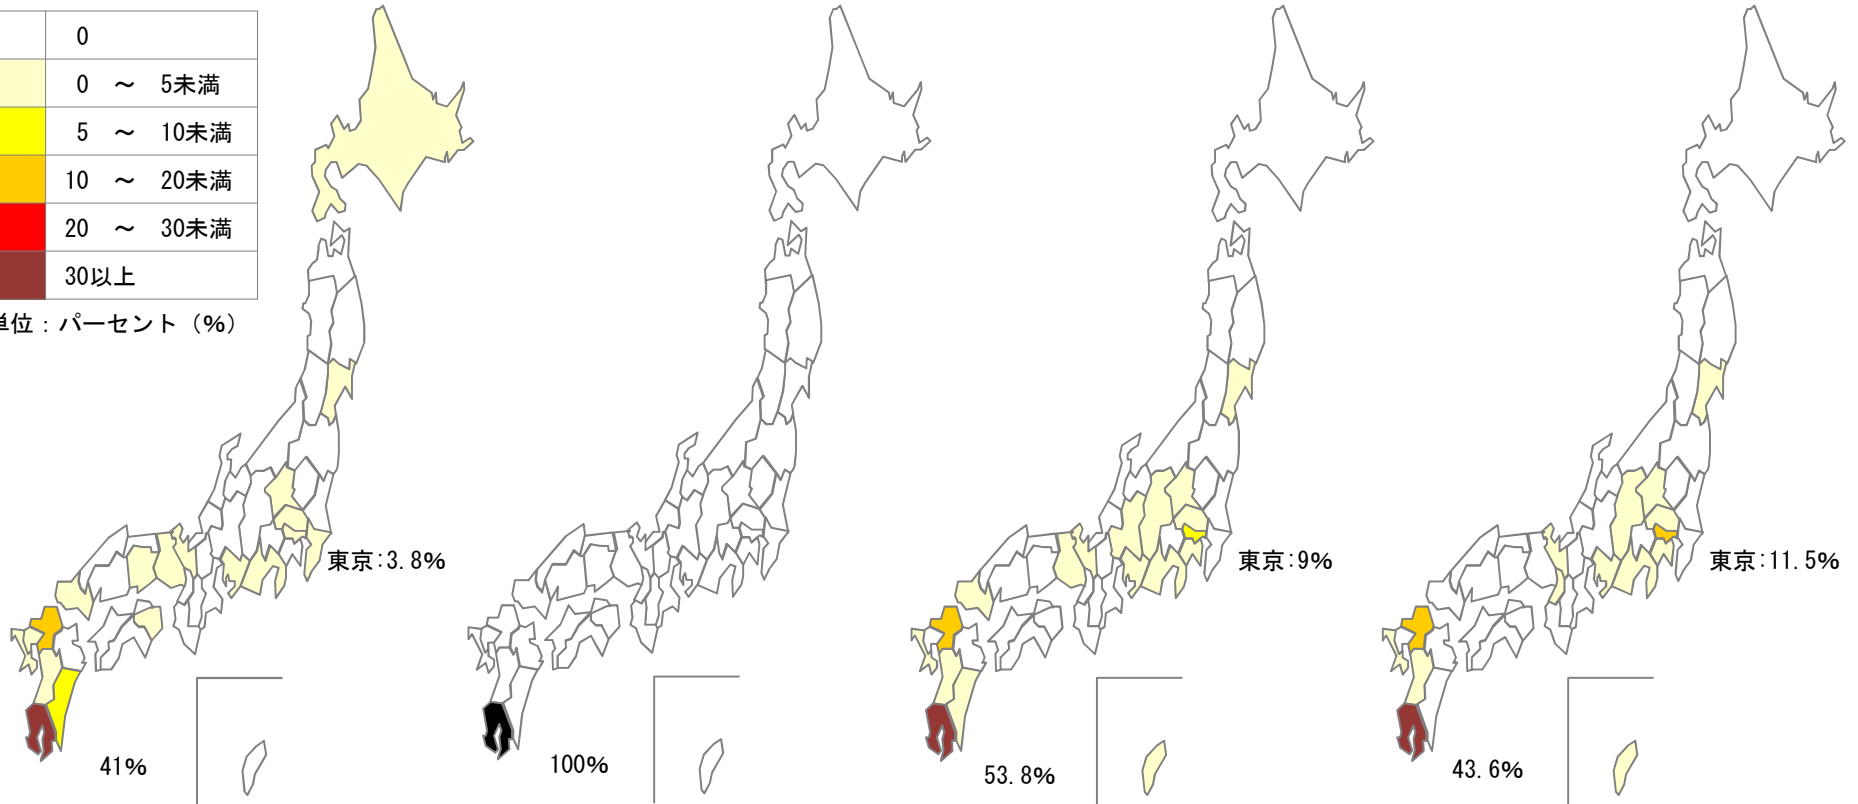 0
0 ～ 5未満
5 ～ 10未満
10 ～ 20未満
20 ～ 30未満
30以上
単位：パーセント（%）
東京:3.8%
東京:9%
東京:11.5%
41%
100%
53.8%
43.6%